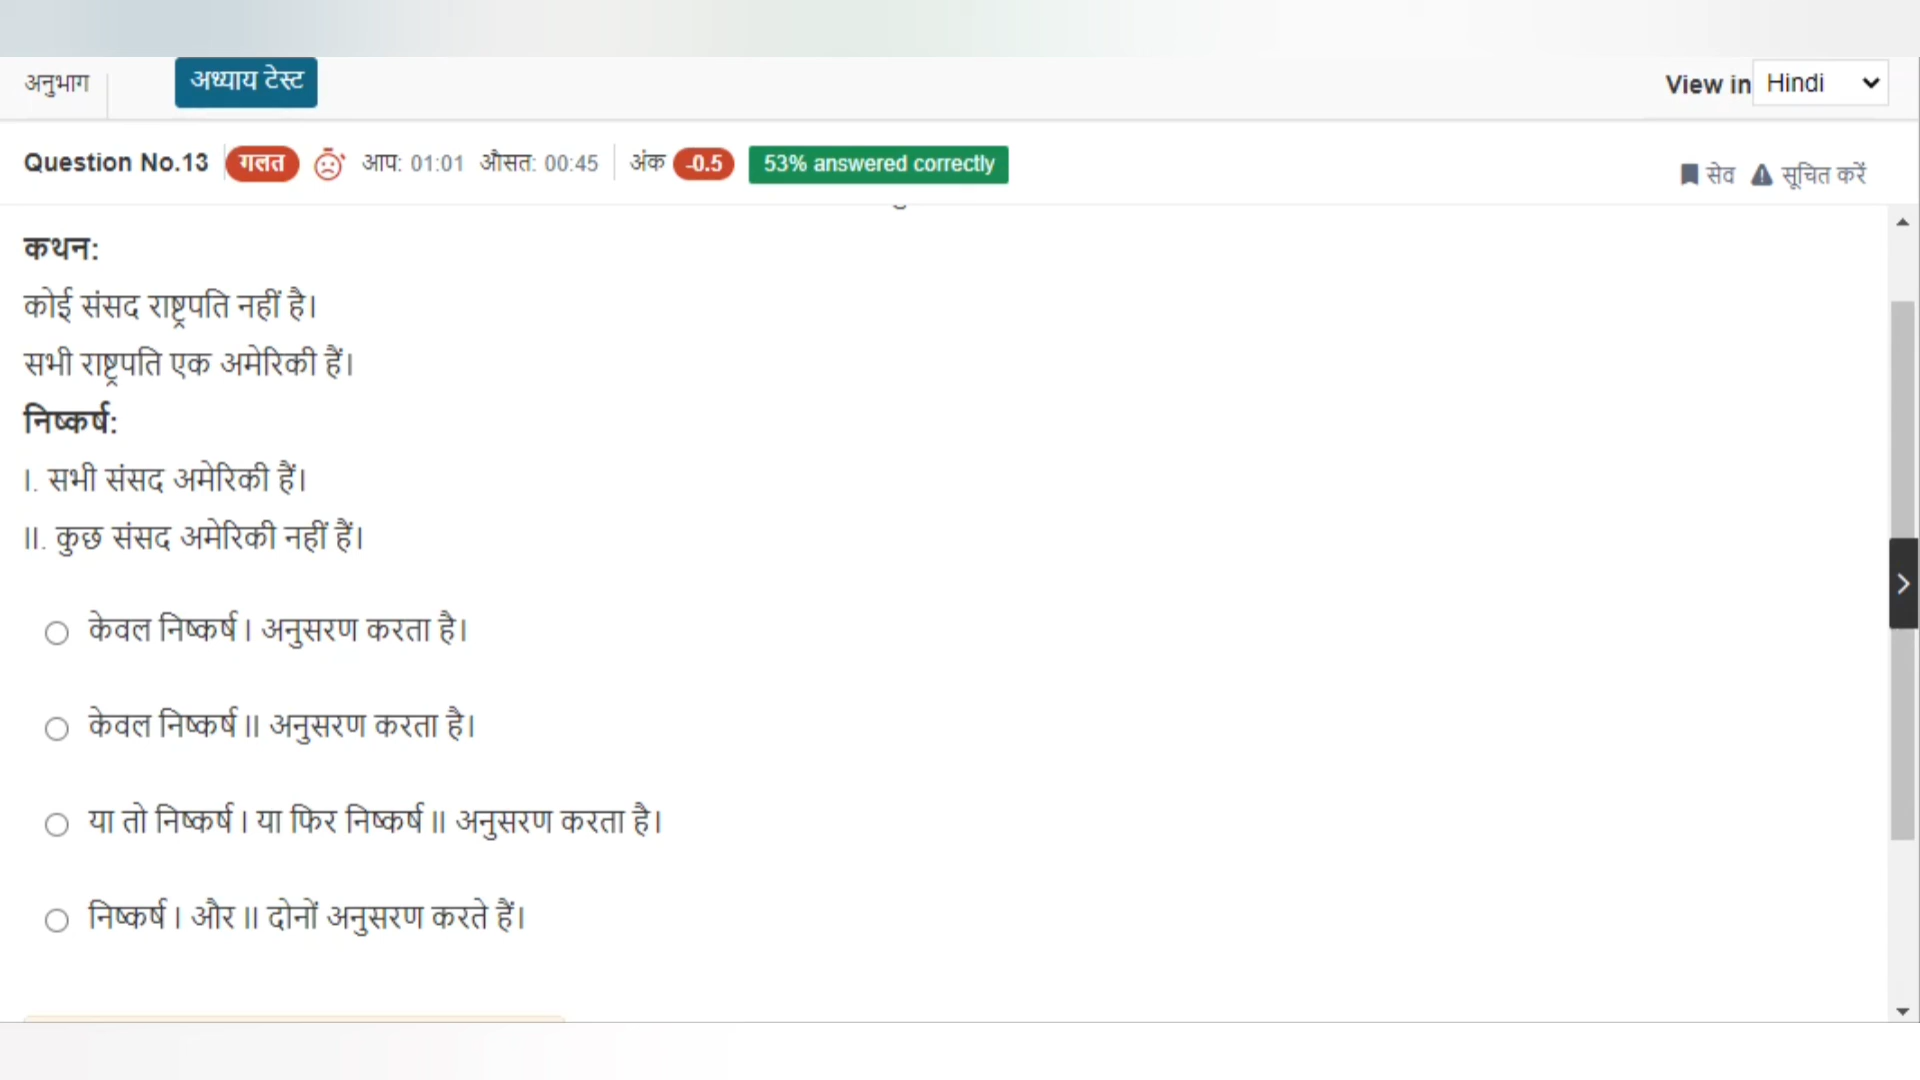 अनुभाग
अध्याय टेस्ट
View in Hindi
Question No.13 गलत आप: 01:01 औसत: 00:45 अंक -0.5 53% answered correctly
सेव सूचित करें
कथन:
कोई संसद राष्ट्रपति नहीं है।
सभी राष्ट्रपति एक अमेरिकी हैं।
निष्कर्ष:
I. सभी संसद अमेरिकी हैं।
II. कुछ संसद अमेरिकी नहीं हैं।
केवल निष्कर्ष I अनुसरण करता है।
केवल निष्कर्ष II अनुसरण करता है।
या तो निष्कर्ष I या फिर निष्कर्ष II अनुसरण करता है।
निष्कर्ष I और II दोनों अनुसरण करते हैं।